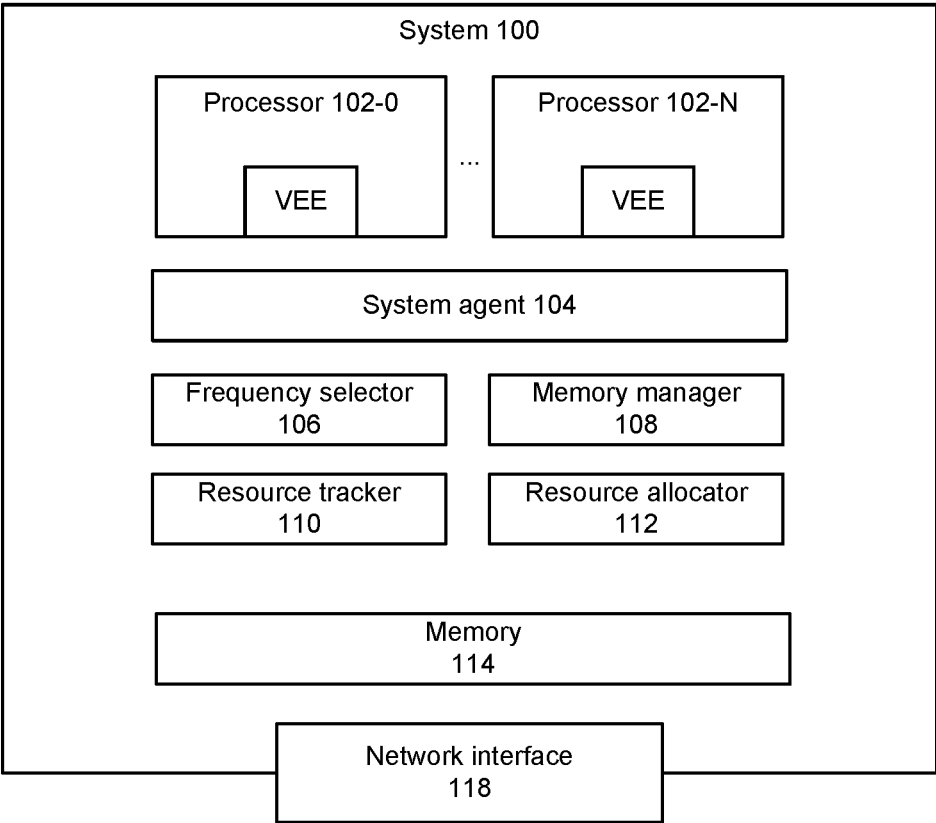 System 100
Processor 102-0
Processor 102-N
...
VEE
VEE
System agent 104
Frequency selector
106
Memory manager
108
Resource tracker
110
Resource allocator
112
Memory
114
Network interface
118